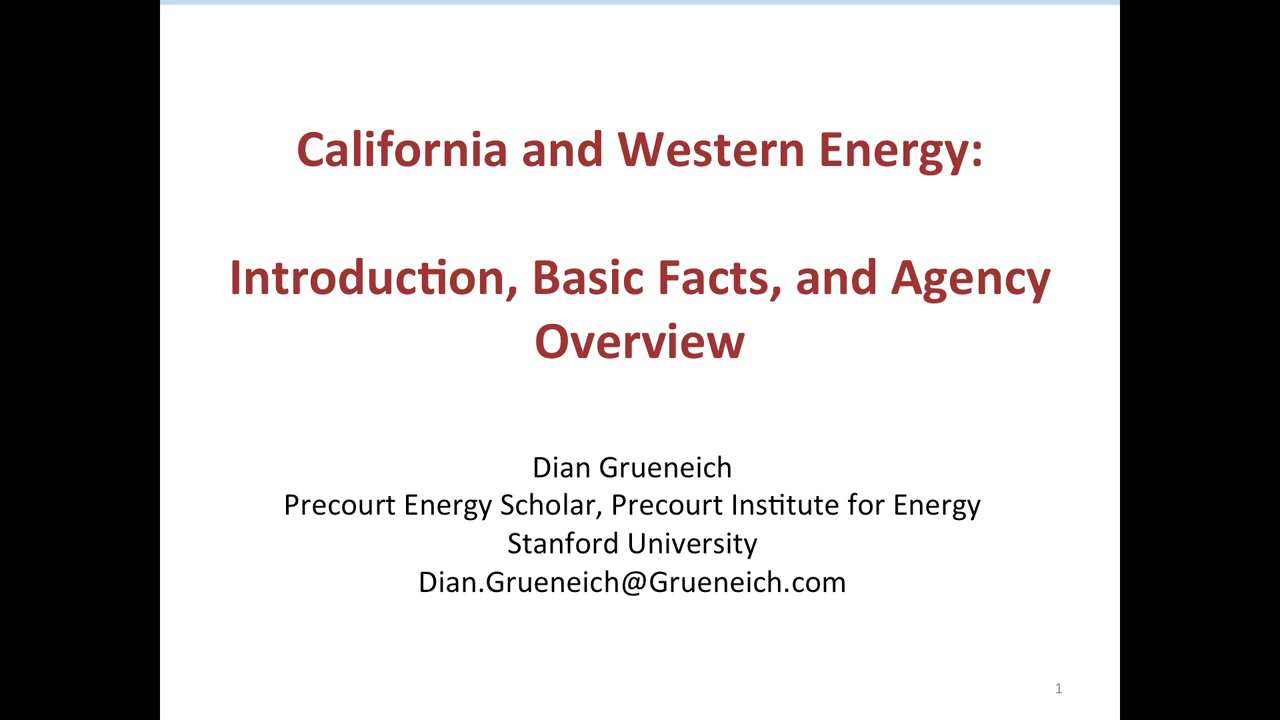 California and Western Energy:
Introduction, Basic Facts, and Agency
Overview
Dian Grueneich
Precourt Energy Scholar, Precourt Institute for Energy
Stanford University
Dian.Grueneich@Grueneich.com
1